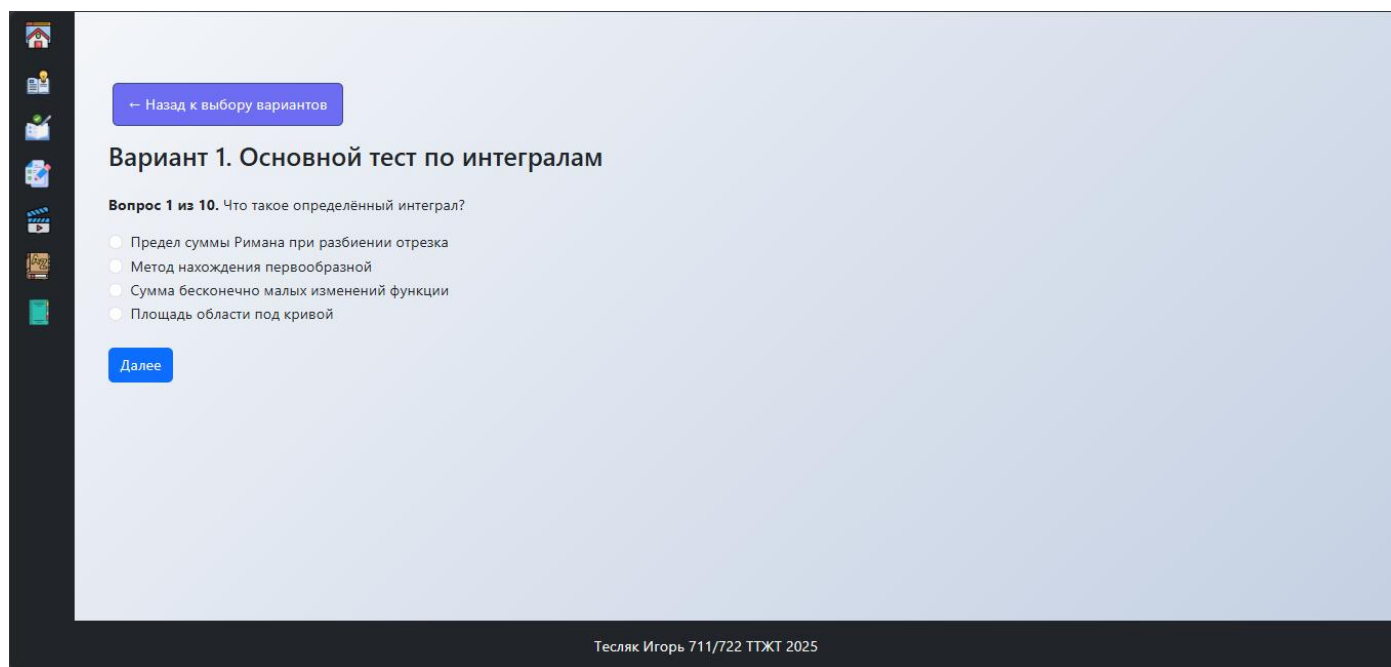 ← Назад к выбору вариантов
Вариант 1. Основной тест по интегралам
Вопрос 1 из 10. Что такое определённый интеграл?
Предел суммы Римана при разбиении отрезка
Метод нахождения первообразной
Сумма бесконечно малых изменений функции
Площадь области под кривой
Далее
Тесляк Игорь 711/722 ТТЖТ 2025